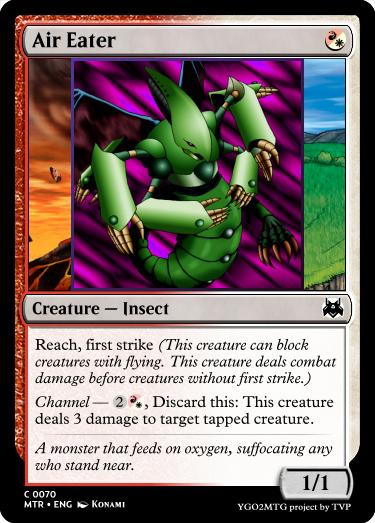 Air Eater
Creature — Insect
Reach, first strike (This creature can block
creatures with flying. This creature deals combat
damage before creatures without first strike.)
Channel — 2 , Discard this: This creature
deals 3 damage to target tapped creature.
A monster that feeds on oxygen, suffocating any
who stand near.
1/1
C 0070
MTR • ENG Konami
YGO2MTG project by TVP